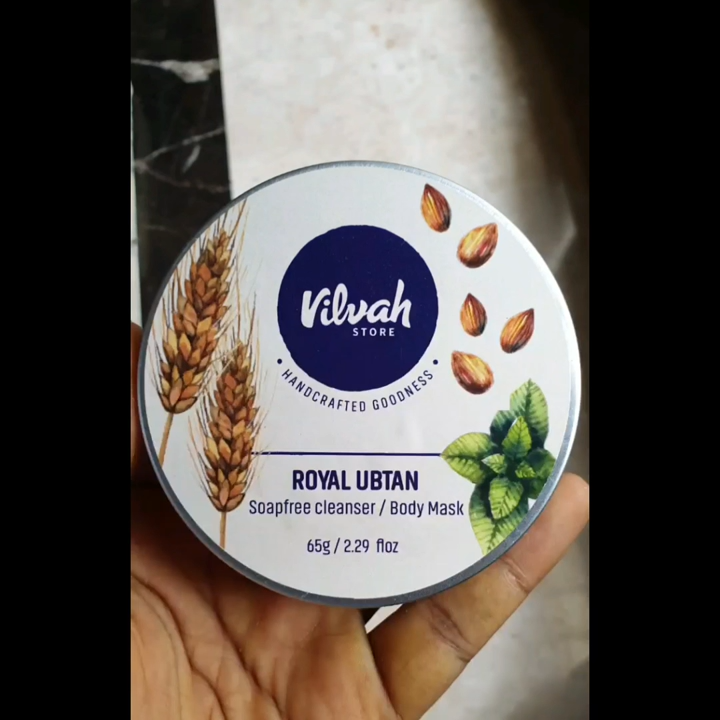 Vilvah
STORE
• HANDCRAFTED GOODNESS •
ROYAL UBTAN
Soapfree cleanser / Body Mask
65g / 2.29 floz